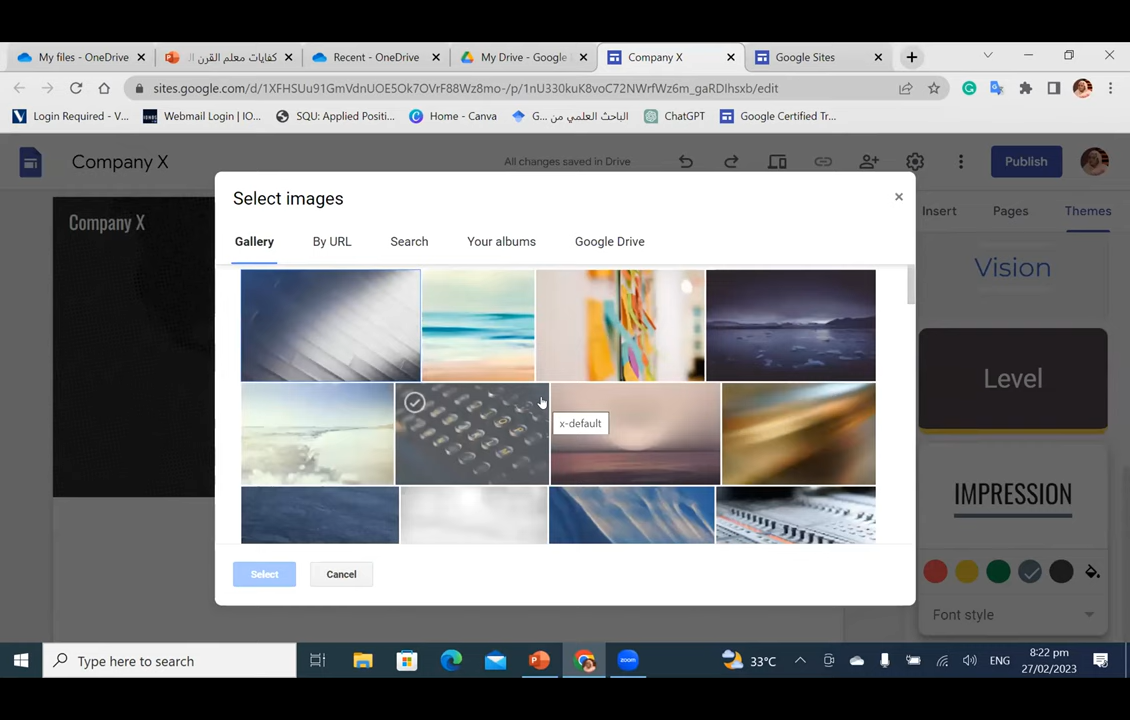 My files - OneDrive
كفايات معلم القرن ال
Recent - OneDrive
My Drive - Google
Company X
Google Sites
sites.google.com/d/1XFHSUu91GmVdnUOE5Ok7OVrF88Wz8mo-/p/1nU330kuK8voC72NWrfWz6m_gaRDIhsxb/edit
Login Required - V...
Webmail Login | IO...
SQU: Applied Positi...
Home - Canva
الباحث العلمي من G...
ChatGPT
Google Certified Tr...
Company X
All changes saved in Drive
Publish
Company X
Select images
Gallery
By URL
Search
Your albums
Google Drive
x-default
Select
Cancel
Insert
Pages
Themes
Vision
Level
IMPRESSION
Font style
Type here to search
zoom
33°C
ENG
8:22 pm
27/02/2023